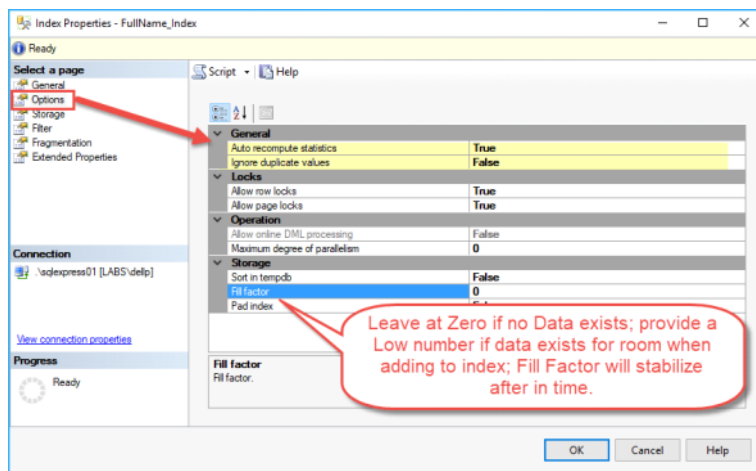 Index Properties - FullName_Index
Ready
Select a page
General
Options
Storage
Filter
Fragmentation
Extended Properties
Script
Help
General
Auto recompute statistics True
Ignore duplicate values False
Locks
Allow row locks True
Allow page locks True
Operation
Allow online DML processing False
Maximum degree of parallelism 0
Storage
Sort in tempdb False
Fill factor 0
Pad index
Leave at Zero if no Data exists; provide a
Low number if data exists for room when
adding to index; Fill Factor will stabilize
after in time.
Connection
.\sqlexpress01 [LABS\dellp]
View connection properties
Progress
Ready
Fill factor
Fill factor.
OK
Cancel
Help